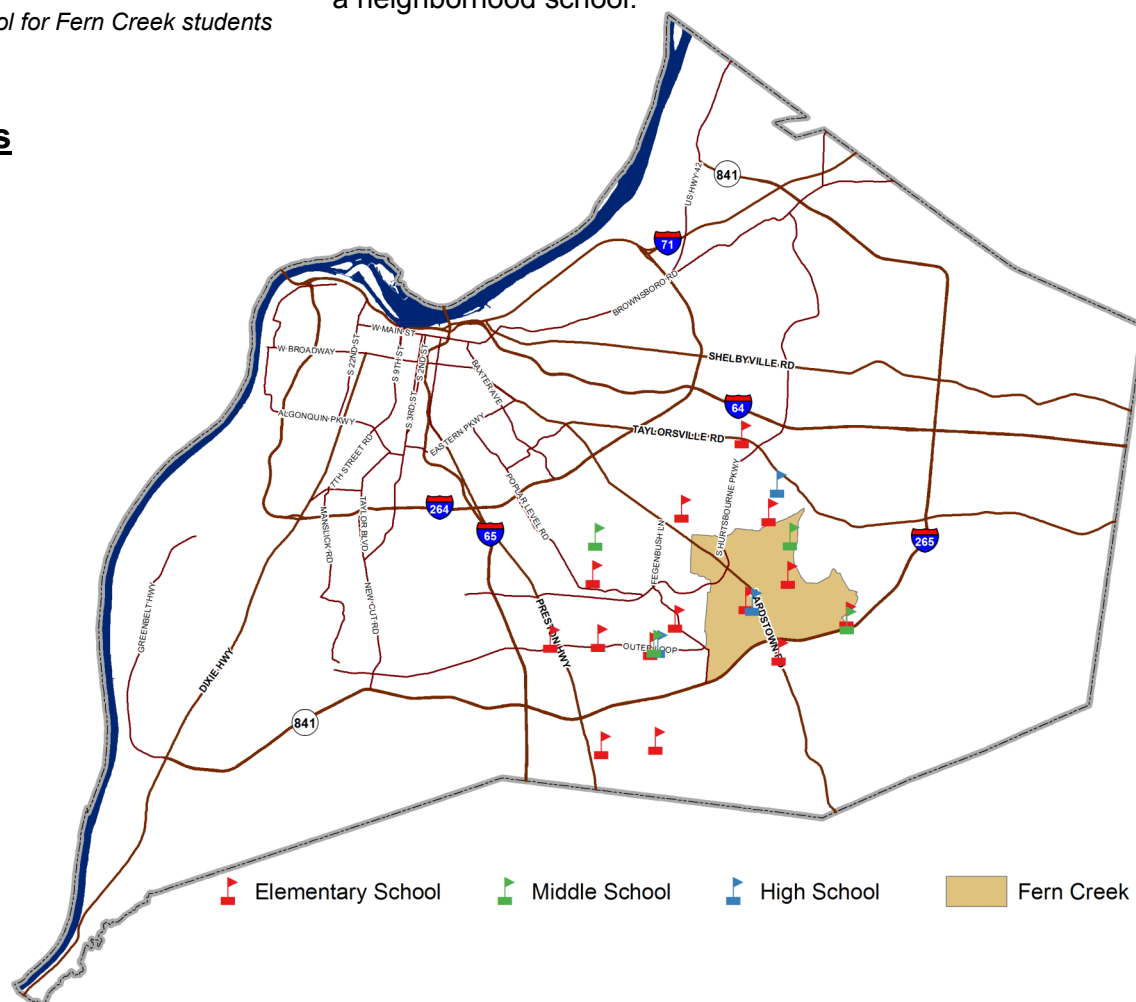 ol for Fern Creek students
a neighborhood school.
s
841
US HWY 42
71
BROWNSBORO RD
W MAIN ST
W BROADWAY
S 22ND ST
S 9TH ST
S 2ND ST
S 3RD ST
BAXTER AVE
SHELBYVILLE RD
64
ALGONQUIN PKWY
EASTERN PKWY
TAYLORSVILLE RD
7TH STREET RD
POPLAR LEVEL RD
S HURTSBOURNE PKWY
264
65
MANSLICK RD
TAYLOR BLVD
FEGENBUSH LN
265
GREENBELT HWY
NEW CUT RD
PRESTON HWY
ARDSTOWN
OUTER LOOP
DIXIE HWY
841
Elementary School
Middle School
High School
Fern Creek